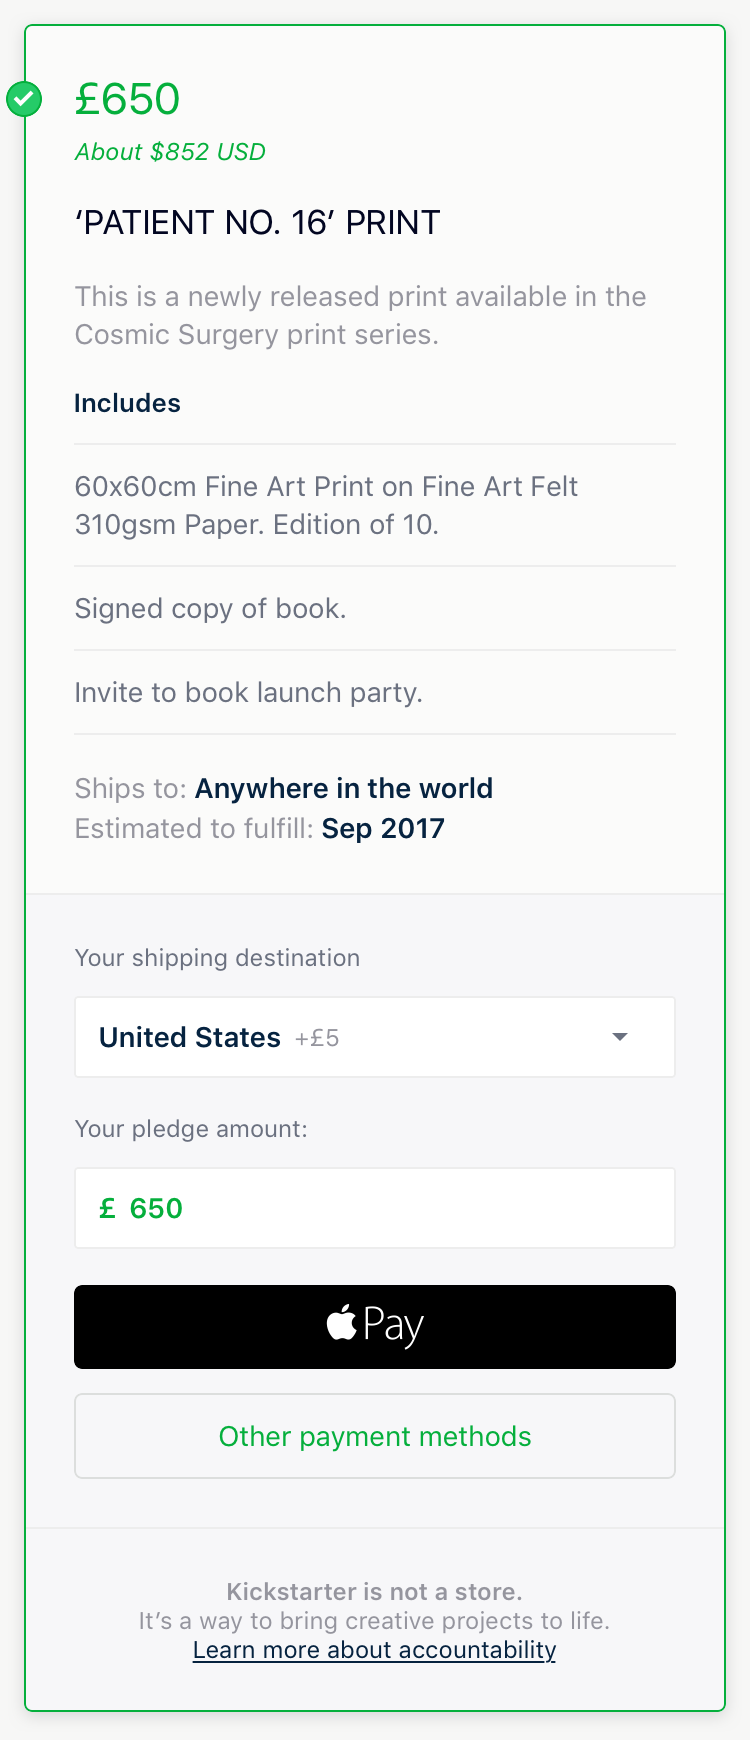 £650
About $852 USD
‘PATIENT NO. 16’ PRINT
This is a newly released print available in the
Cosmic Surgery print series.
Includes
60x60cm Fine Art Print on Fine Art Felt
310gsm Paper. Edition of 10.
Signed copy of book.
Invite to book launch party.
Ships to: Anywhere in the world
Estimated to fulfill: Sep 2017
Your shipping destination
United States +£5
Your pledge amount:
£ 650
Pay
Other payment methods
Kickstarter is not a store.
It’s a way to bring creative projects to life.
Learn more about accountability